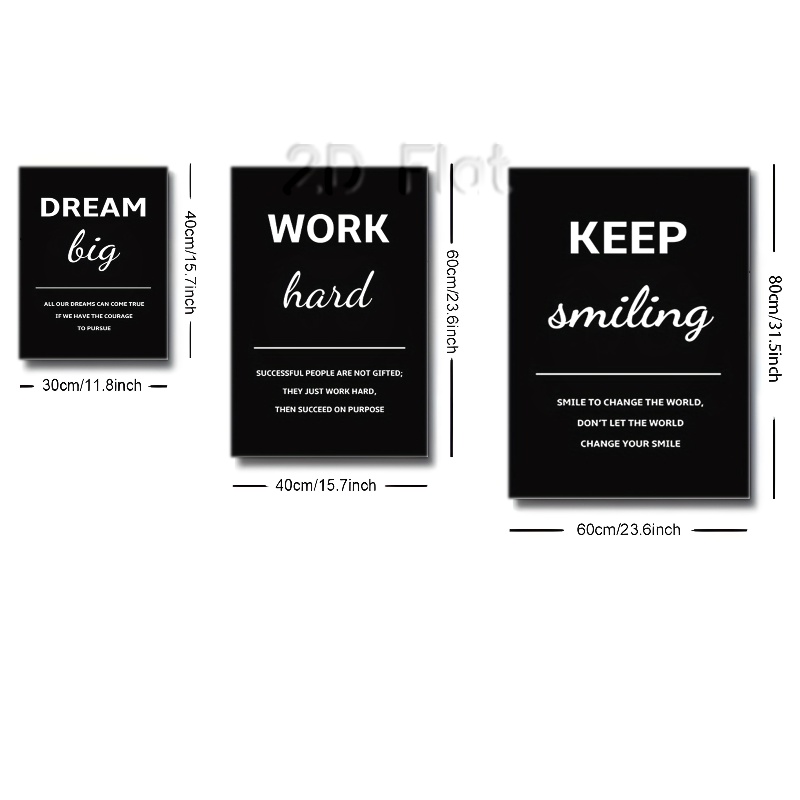 2D Flat
DREAM
big
ALL OUR DREAMS CAN COME TRUE
IF WE HAVE THE COURAGE
TO PURSUE
40cm/15.7inch
30cm/11.8inch
WORK
hard
SUCCESSFUL PEOPLE ARE NOT GIFTED;
THEY JUST WORK HARD,
THEN SUCCEED ON PURPOSE
60cm/23.6inch
40cm/15.7inch
KEEP
smiling
SMILE TO CHANGE THE WORLD,
DON'T LET THE WORLD
CHANGE YOUR SMILE
80cm/31.5inch
60cm/23.6inch